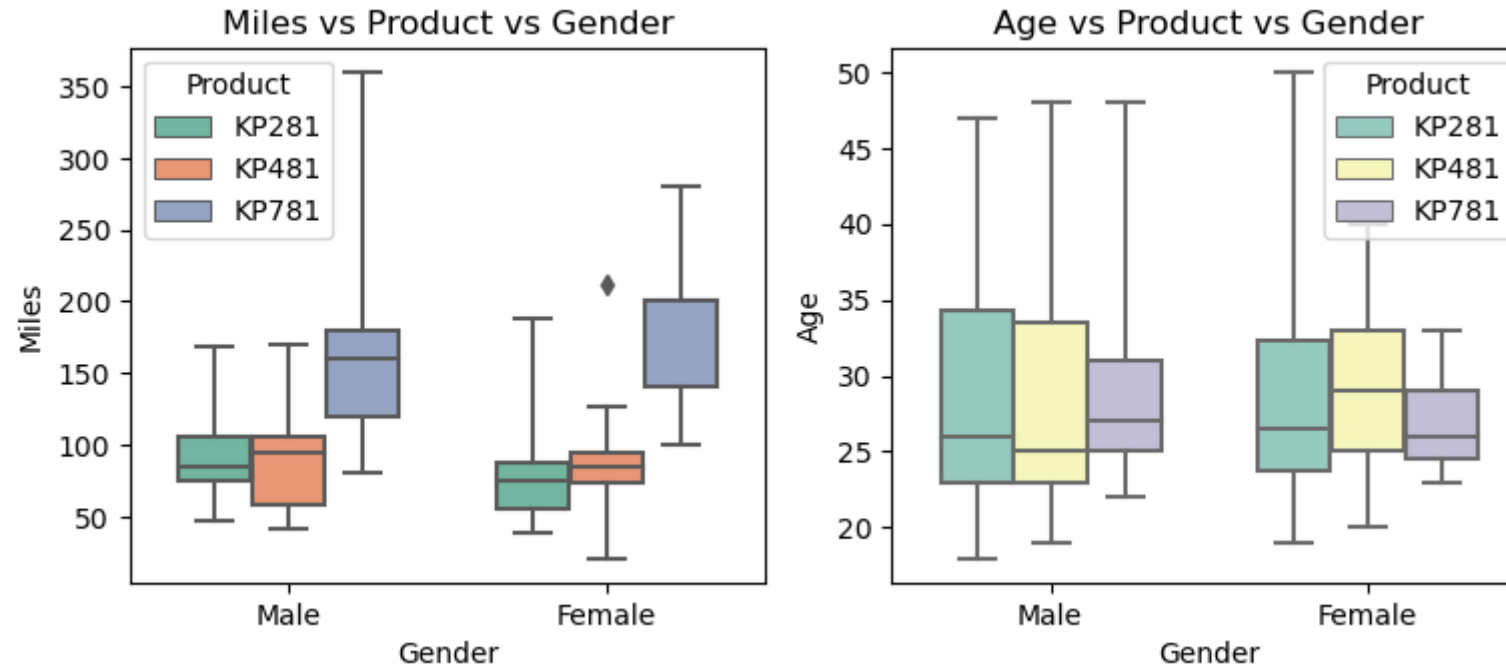 Miles vs Product vs Gender
Product
KP281
KP481
KP781
350
300
250
200
150
100
50
Miles
Male
Female
Gender
Age vs Product vs Gender
Product
KP281
KP481
KP781
50
45
40
35
30
25
20
Age
Male
Female
Gender